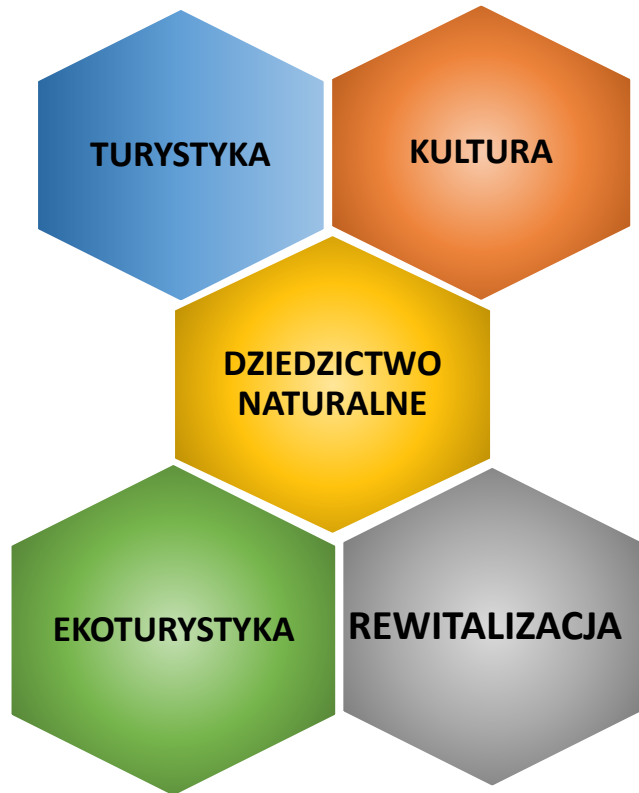 TURYSTYKA
KULTURA
DZIEDZICTWO
NATURALNE
EKOTURYSTYKA
REWITALIZACJA